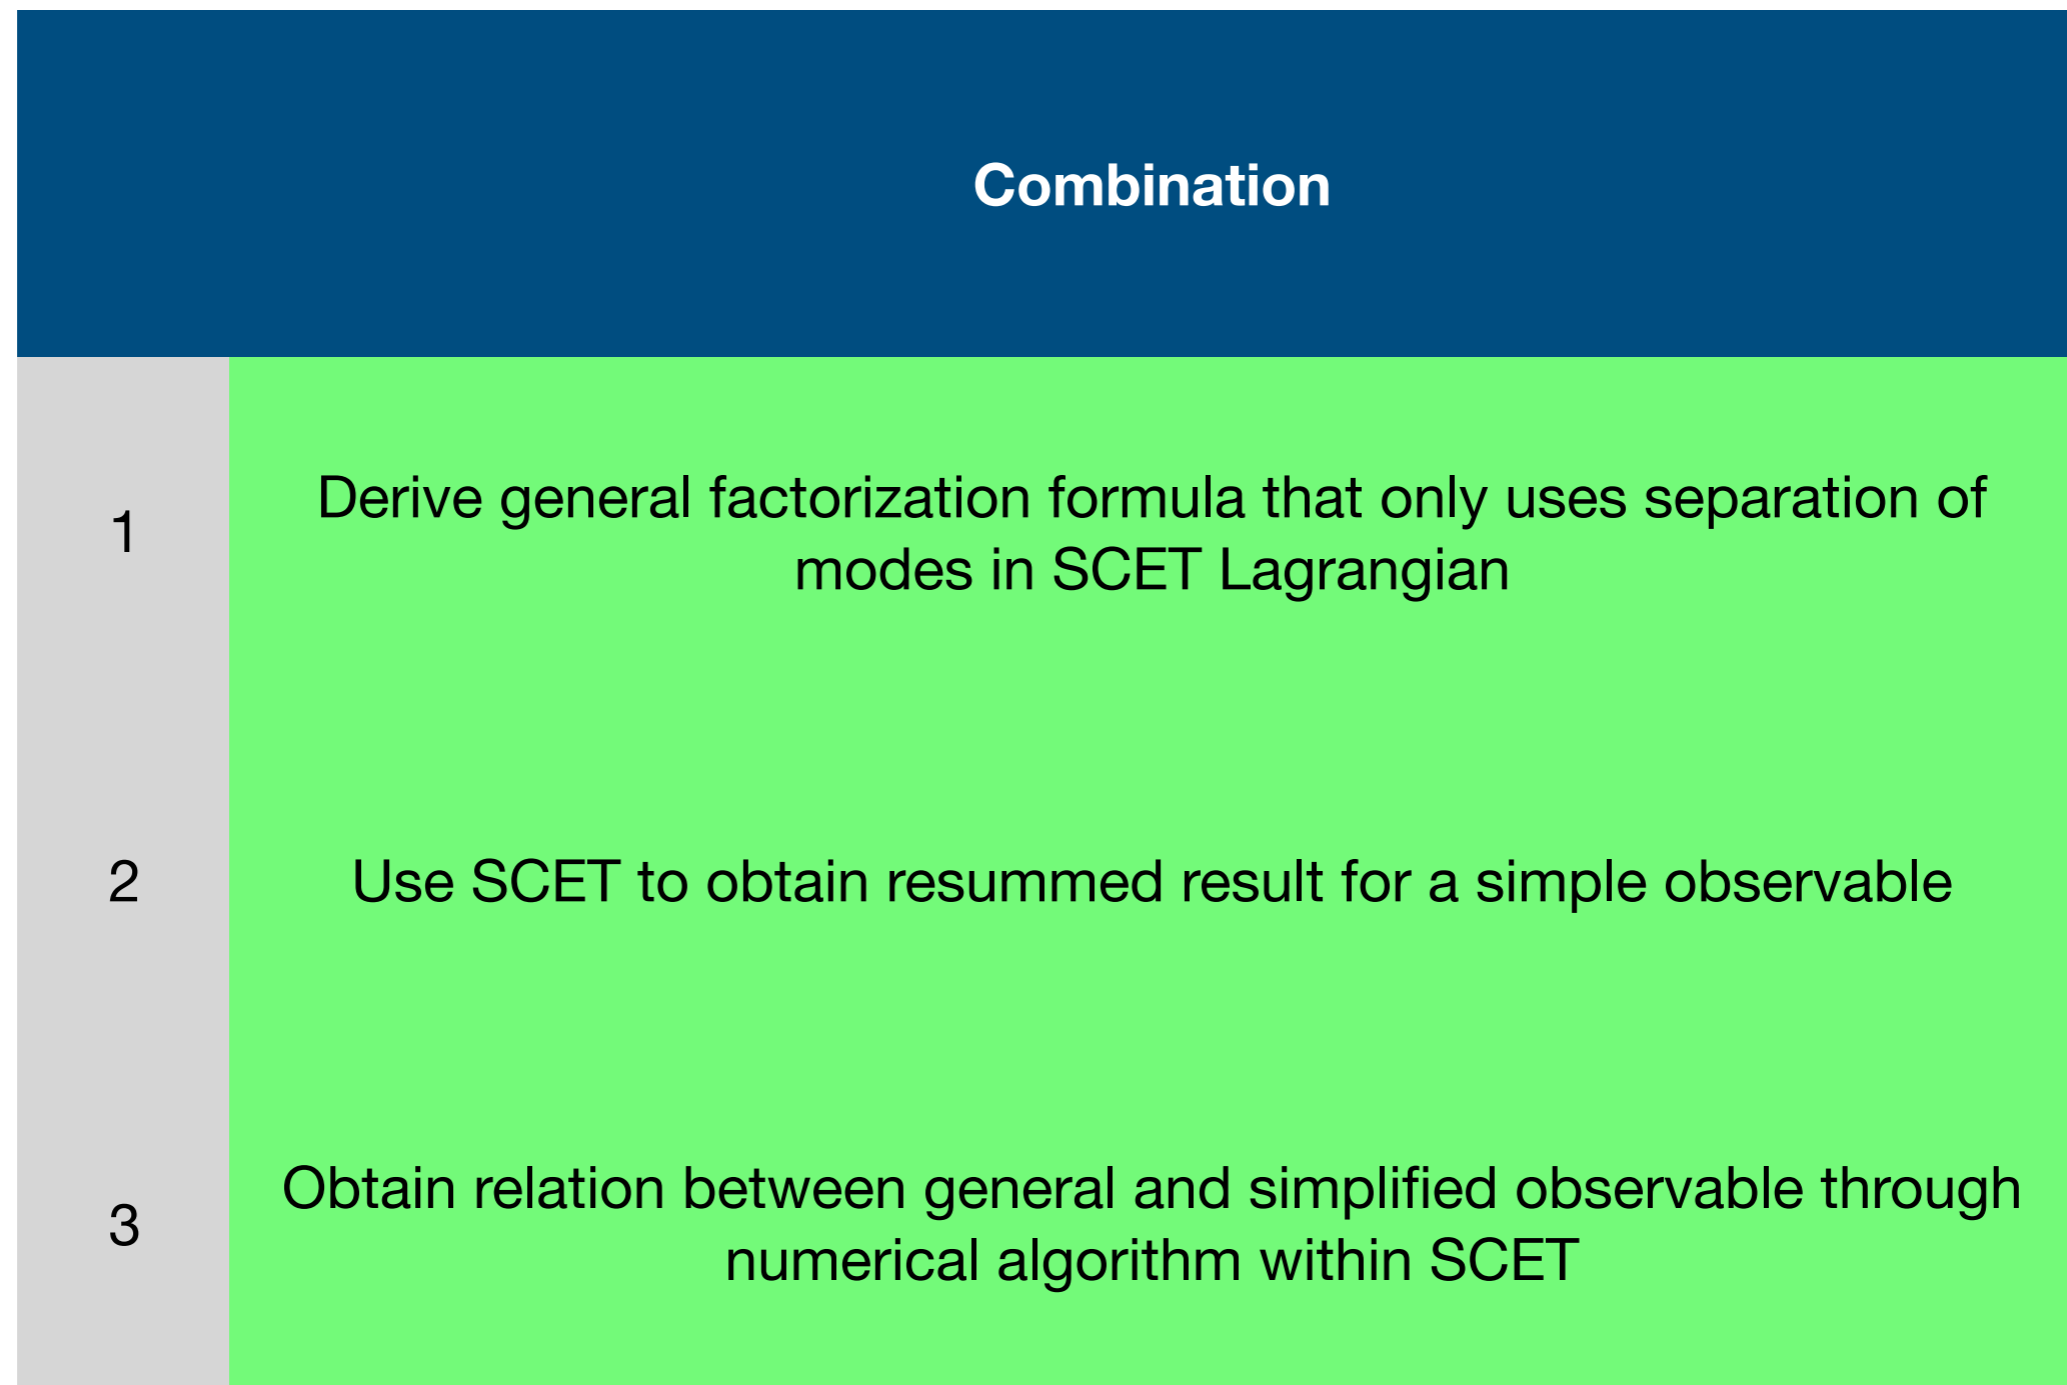 Combination
1
Derive general factorization formula that only uses separation of
modes in SCET Lagrangian
2
Use SCET to obtain resummed result for a simple observable
3
Obtain relation between general and simplified observable through
numerical algorithm within SCET